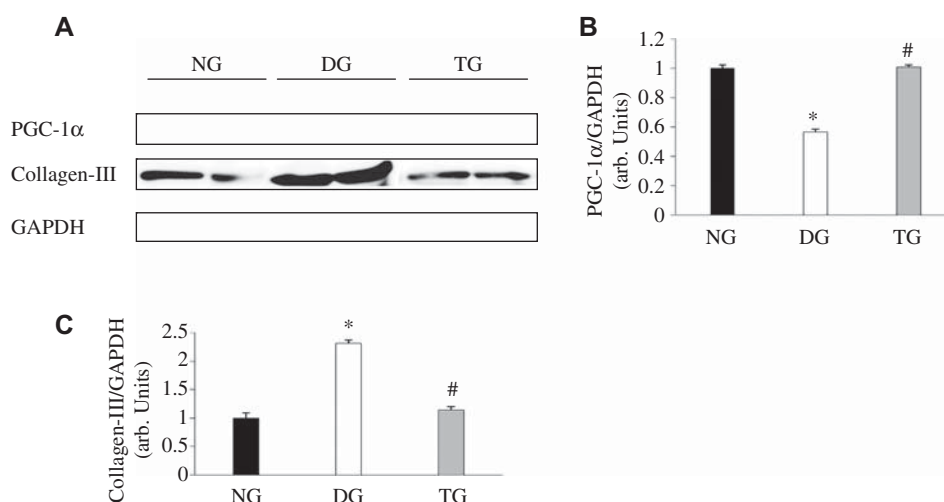 A
NG DG TG
PGC-1α
Collagen-III
GAPDH
B
PGC-1α/GAPDH
(arb. Units)
1.2
1
0.8
0.6
0.4
0.2
0
*
#
NG DG TG
C
Collagen-III/GAPDH
(arb. Units)
2.5
2
1.5
1
0.5
0
*
#
NG DG TG